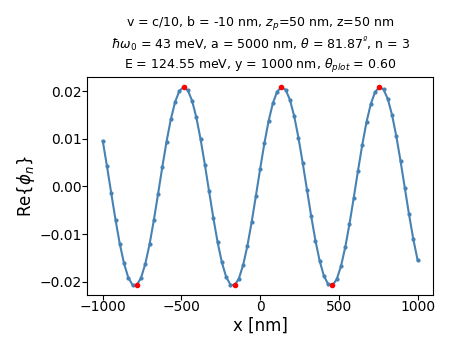 v = c/10, b = -10 nm, z_p=50 nm, z=50 nm
ℏω₀ = 43 meV, a = 5000 nm, θ = 81.87°, n = 3
E = 124.55 meV, y = 1000 nm, θ_plot = 0.60
Re{ϕₙ}
0.02
0.01
0.00
−0.01
−0.02
−1000 −500 0 500 1000
x [nm]